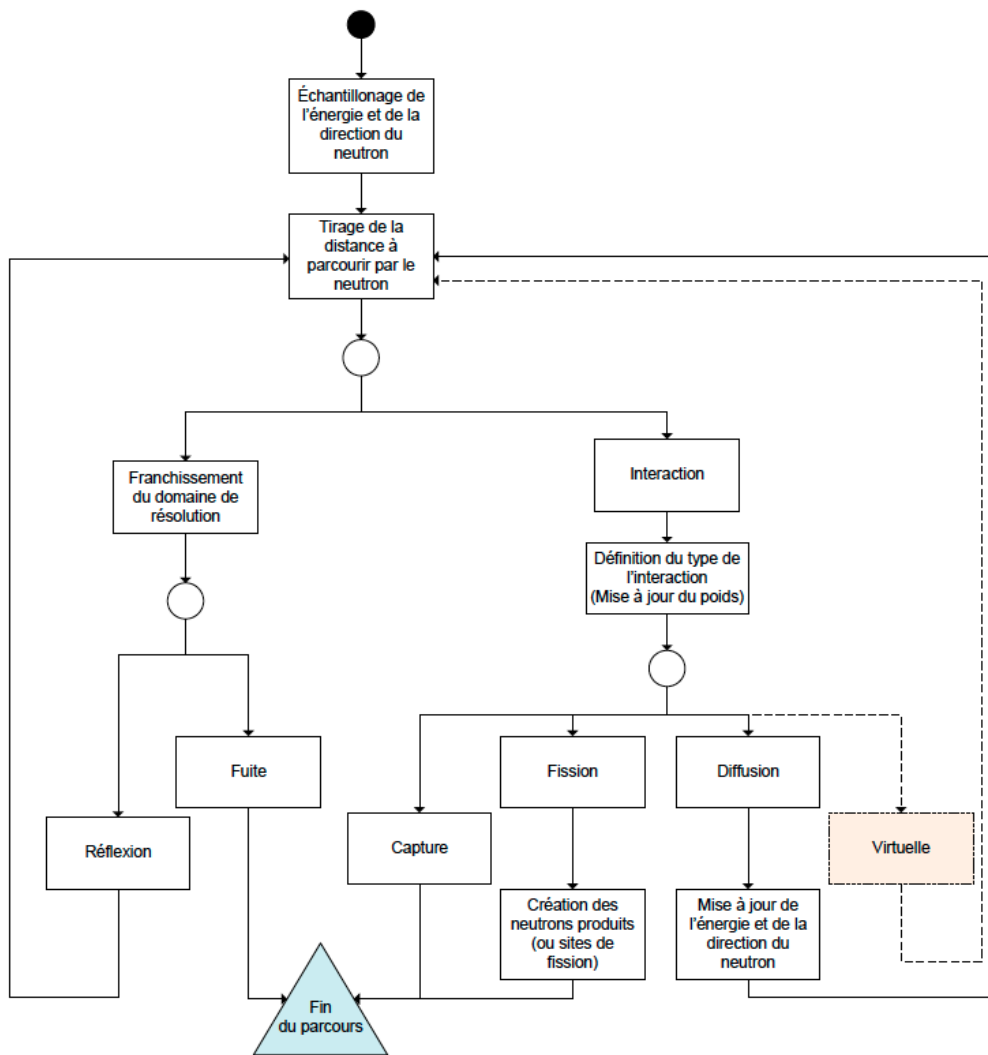 Échantillonage de
l'énergie et de la
direction du
neutron
Tirage de la
distance à
parcourir par le
neutron
Franchissement
du domaine de
résolution
Interaction
Définition du type de
l'interaction
(Mise à jour du poids)
Fuite
Fission
Diffusion
Réflexion
Capture
Virtuelle
Création des
neutrons produits
(ou sites de
fission)
Mise à jour de
l'énergie et de la
direction du
neutron
Fin
du parcours